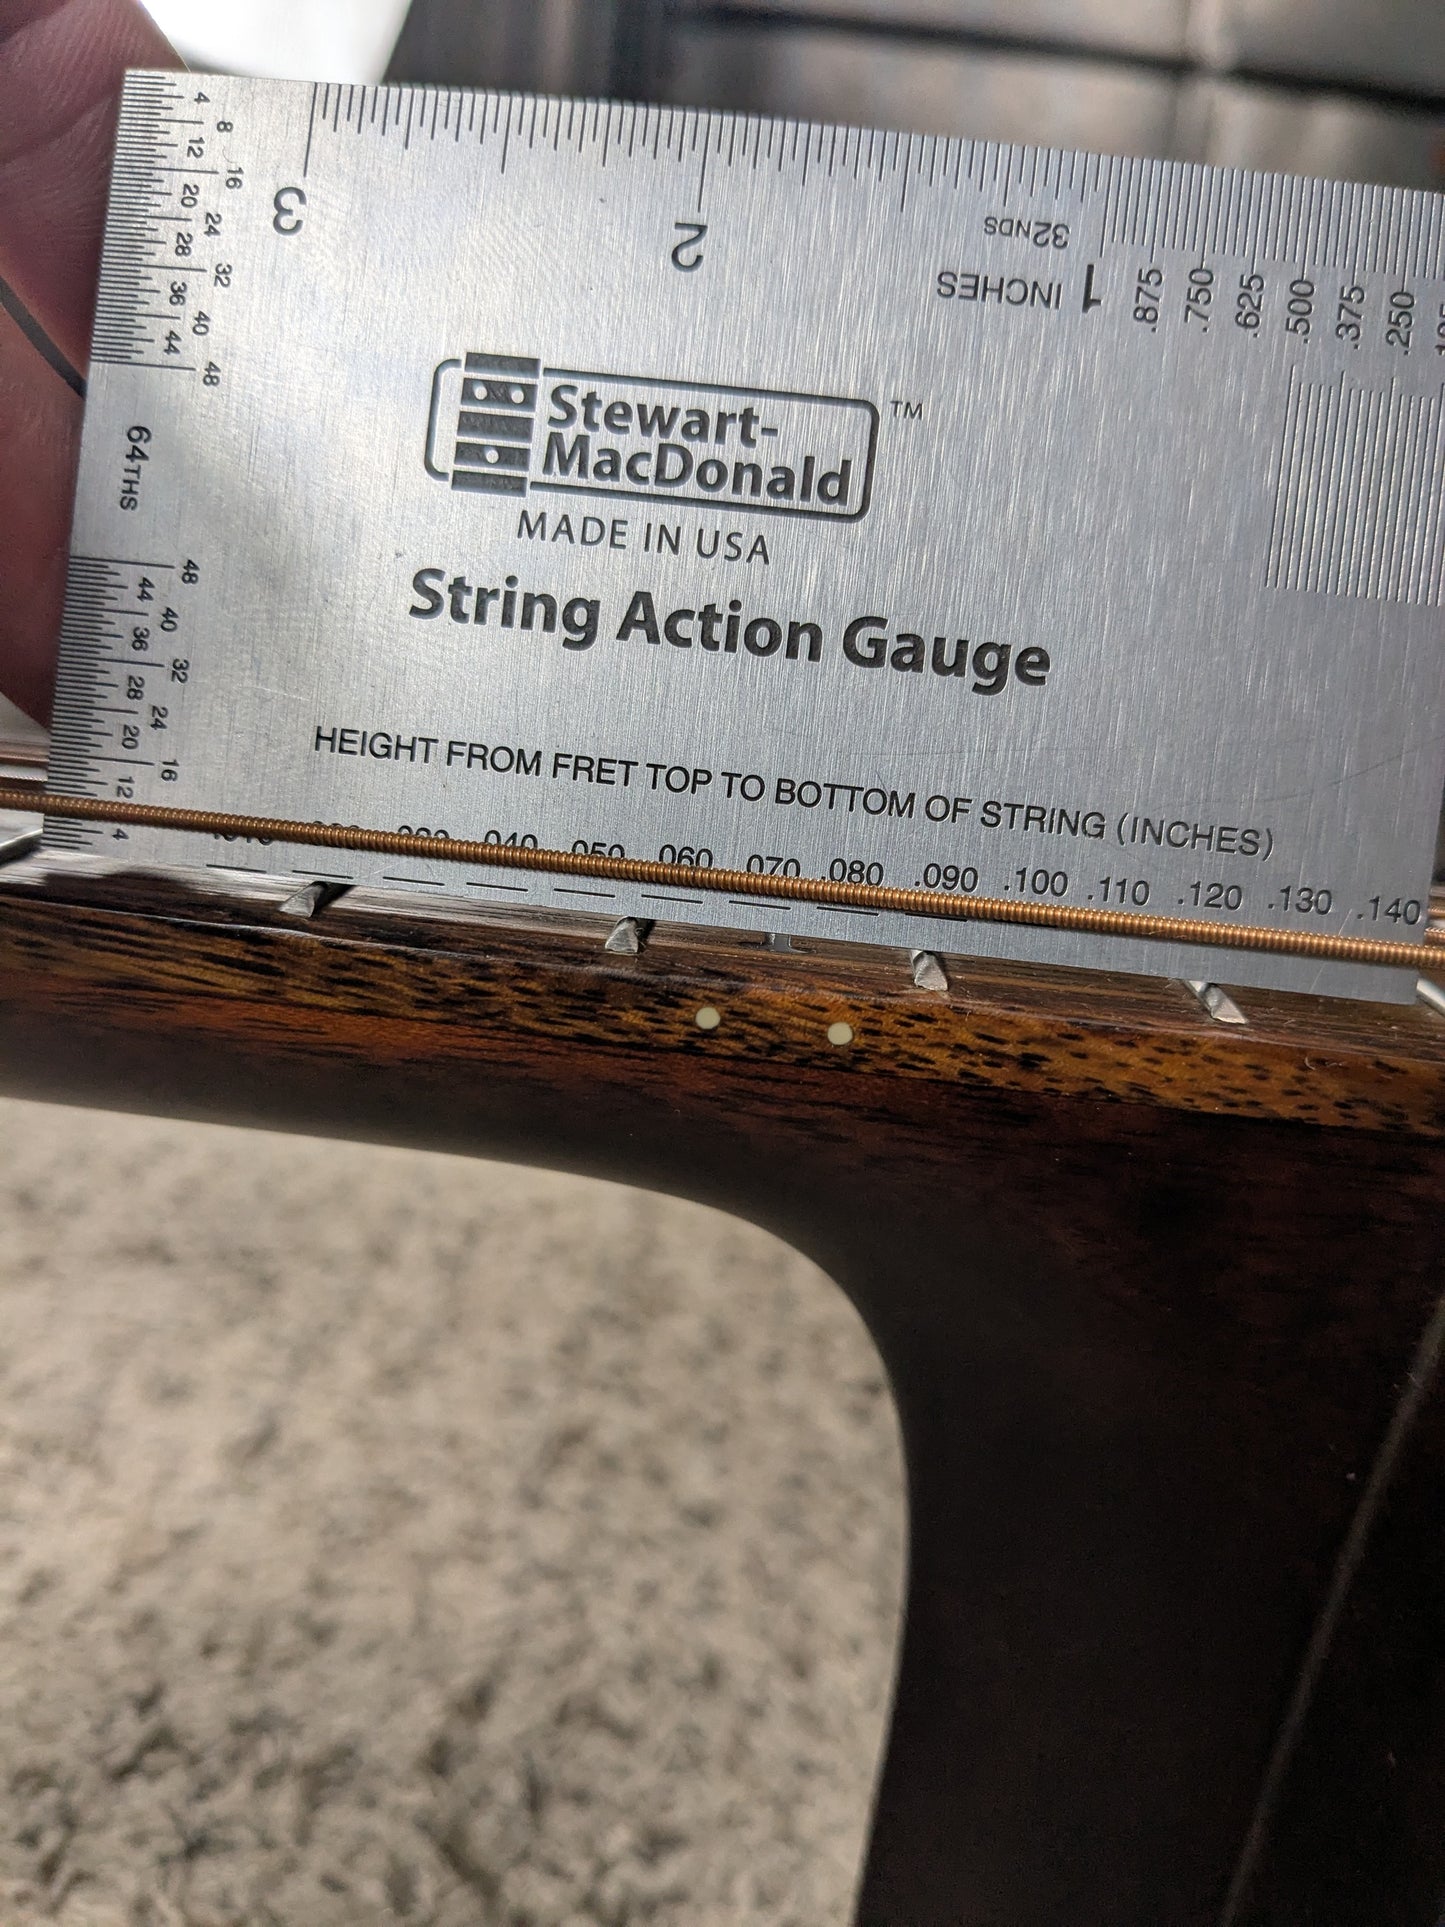 4 8
12 16
20 24
28 32
36 40
44 48
64THS
48
44 40
36 32
28 24
20 16
12
4
3
2
32NDS
INCHES 1
.875 .750 .625 .500 .375 .250
Stewart-
MacDonald
TM
MADE IN USA
String Action Gauge
HEIGHT FROM FRET TOP TO BOTTOM OF STRING (INCHES)
.040 .050 .060 .070 .080 .090 .100 .110 .120 .130 .140